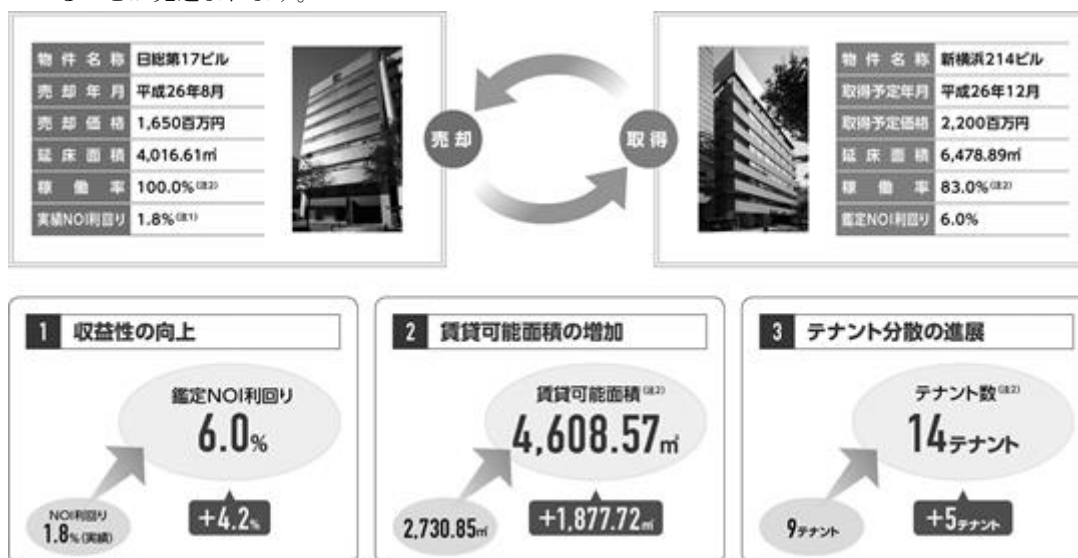 物件名称 日総第17ビル
売却年月 平成26年8月
売却価格 1,650百万円
延床面積 4,016.61㎡
稼働率 100.0%(注2)
実績NOI利回り 1.8%(注1)
売却
取得
物件名称 新横浜214ビル
取得予定年月 平成26年12月
取得予定価格 2,200百万円
延床面積 6,478.89㎡
稼働率 83.0%(注2)
鑑定NOI利回り 6.0%
1 収益性の向上
鑑定NOI利回り
6.0%
NOI利回り
1.8%(実績)
+4.2%
2 賃貸可能面積の増加
賃貸可能面積(注2)
4,608.57㎡
2,730.85㎡
+1,877.72㎡
3 テナント分散の進展
テナント数(注2)
14テナント
9テナント
+5テナント